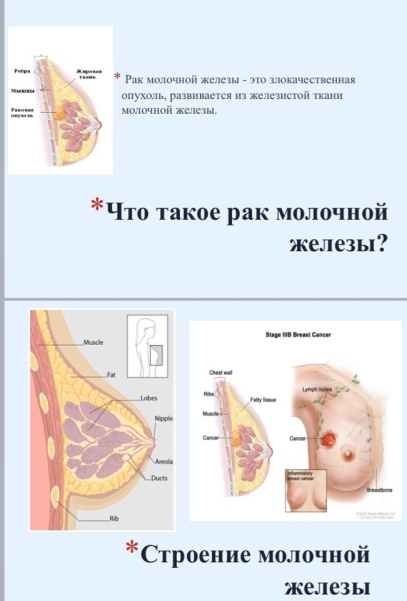 Ребра
Жировая
ткань
Мышцы
Раковая
опухоль
* Рак молочной железы - это злокачественная
опухоль, развивается из железистой ткани
молочной железы.
*Что такое рак молочной
железы?
Muscle
Fat
Lobes
Nipple
Areola
Ducts
Rib
Stage IIIB Breast Cancer
Chest wall
Ribs
Fatty tissue
Muscle
Cancer
Lymph nodes
Cancer
Inflammatory
breast cancer
Breastbone
*Строение молочной
железы